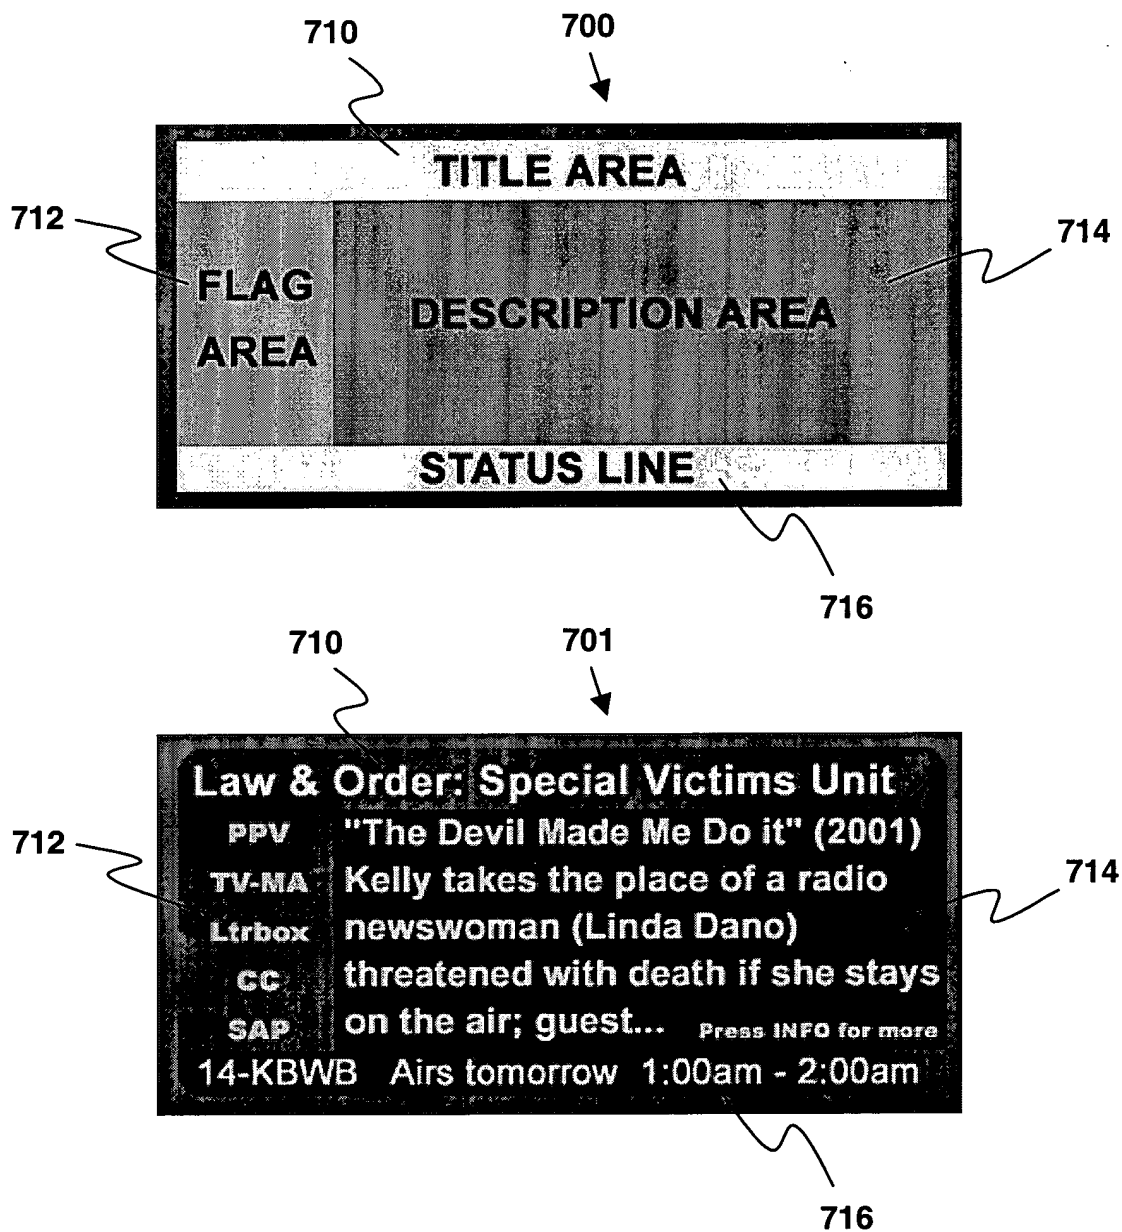 710
700
TITLE AREA
712
714
FLAG
AREA
DESCRIPTION AREA
STATUS LINE
716
710
701
Law & Order: Special Victims Unit
712
714
PPV
"The Devil Made Me Do it" (2001)
TV-MA
Kelly takes the place of a radio
Ltrbox
newswoman (Linda Dano)
CC
threatened with death if she stays
SAP
on the air; guest... Press INFO for more
14-KBWB Airs tomorrow 1:00am - 2:00am
716